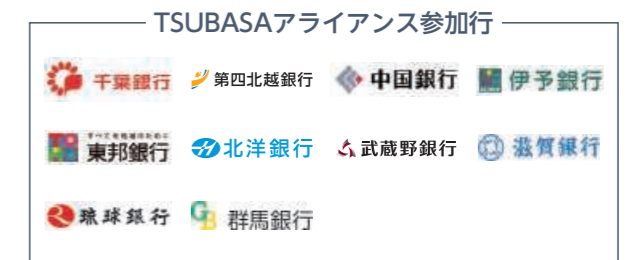 TSUBASAアライアンス参加行
千葉銀行
第四北越銀行
中国銀行
伊予銀行
すべてを地域のために
東邦銀行
北洋銀行
武蔵野銀行
滋賀銀行
琉球銀行
GB 群馬銀行